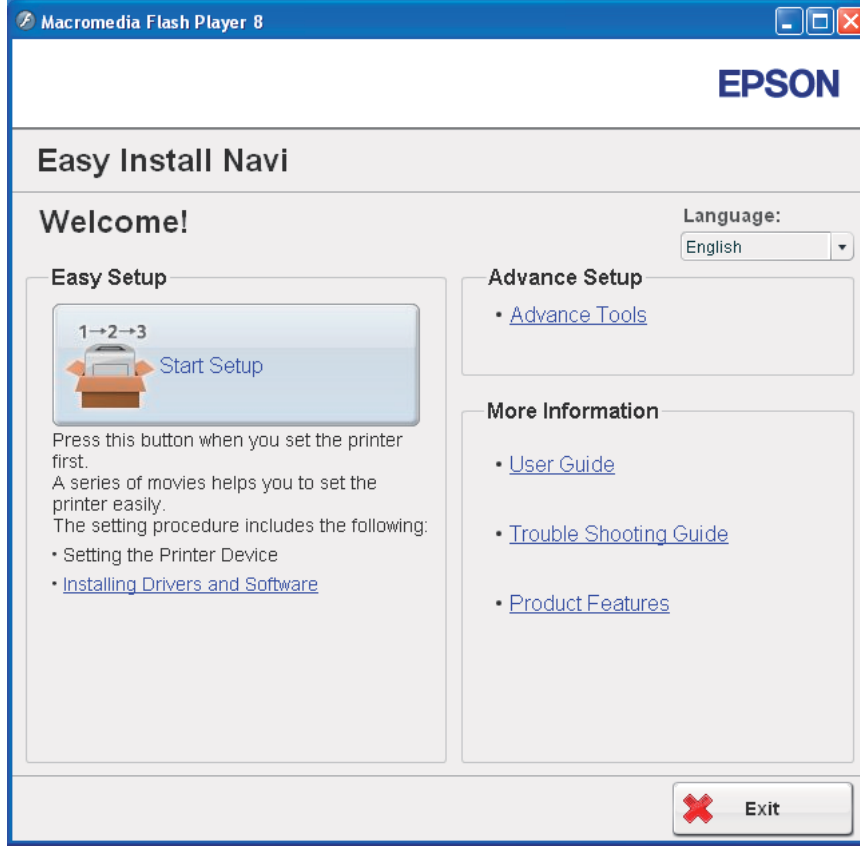 Macromedia Flash Player 8
EPSON
Easy Install Navi
Welcome!
Language:
English
Easy Setup
1→2→3
Start Setup
Press this button when you set the printer
first.
A series of movies helps you to set the
printer easily.
The setting procedure includes the following:
• Setting the Printer Device
• Installing Drivers and Software
Advance Setup
• Advance Tools
More Information
• User Guide
• Trouble Shooting Guide
• Product Features
Exit